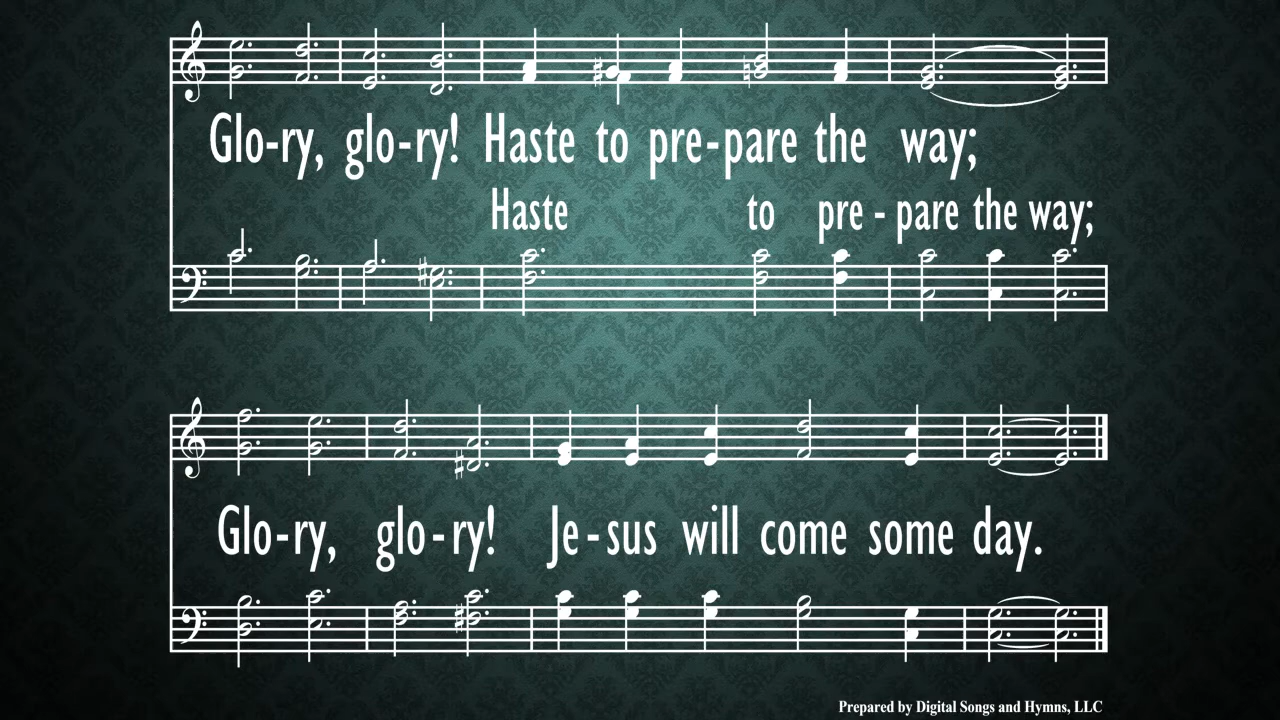 Glo-ry, glo-ry! Haste to pre-pare the way;
Haste to pre - pare the way;
Glo-ry, glo-ry! Je-sus will come some day.
Prepared by Digital Songs and Hymns, LLC